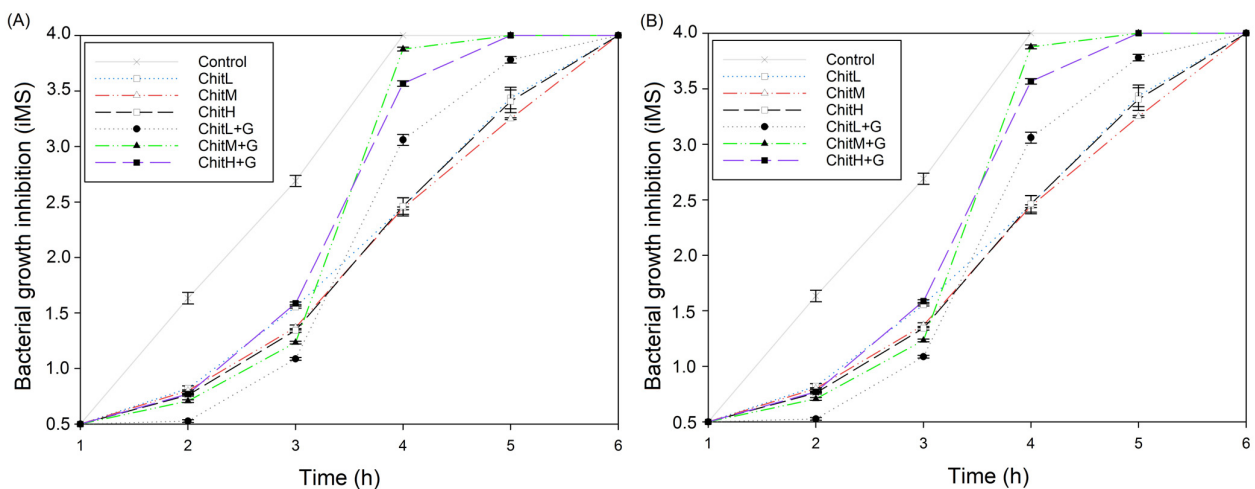 (A)
4.0
3.5
3.0
2.5
2.0
1.5
1.0
0.5
Bacterial growth inhibition (iMS)
Control
ChitL
ChitM
ChitH
ChitL+G
ChitM+G
ChitH+G
1 2 3 4 5 6
Time (h)
(B)
4.0
3.5
3.0
2.5
2.0
1.5
1.0
0.5
Bacterial growth inhibition (iMS)
Control
ChitL
ChitM
ChitH
ChitL+G
ChitM+G
ChitH+G
1 2 3 4 5 6
Time (h)